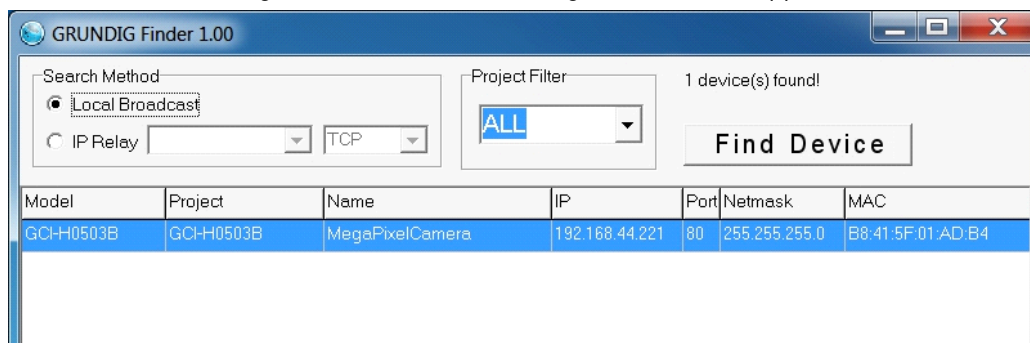 GRUNDIG Finder 1.00
Search Method
Local Broadcast
IP Relay
TCP
Project Filter
ALL
1 device(s) found!
Find Device
Model Project Name IP Port Netmask MAC
GCI-H0503B GCI-H0503B MegaPixelCamera 192.168.44.221 80 255.255.255.0 B8:41:5F:01:AD:B4